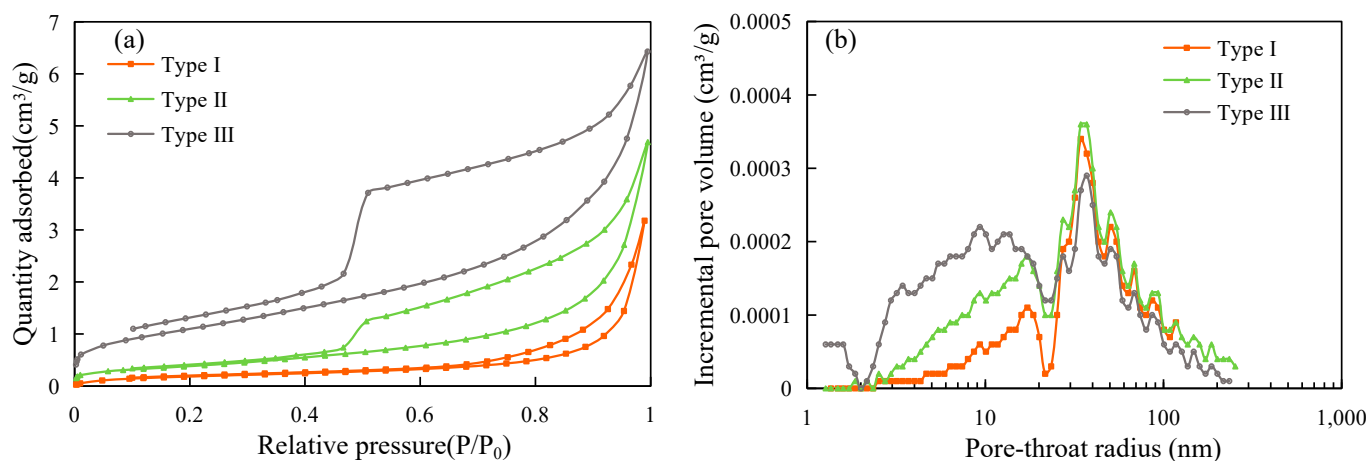 (a)
Type I
Type II
Type III
Quantity adsorbed(cm³/g)
7
6
5
4
3
2
1
0
0 0.2 0.4 0.6 0.8 1
Relative pressure(P/P₀)
(b)
Type I
Type II
Type III
Incremental pore volume (cm³/g)
0.0005
0.0004
0.0003
0.0002
0.0001
0
1 10 100 1,000
Pore-throat radius (nm)